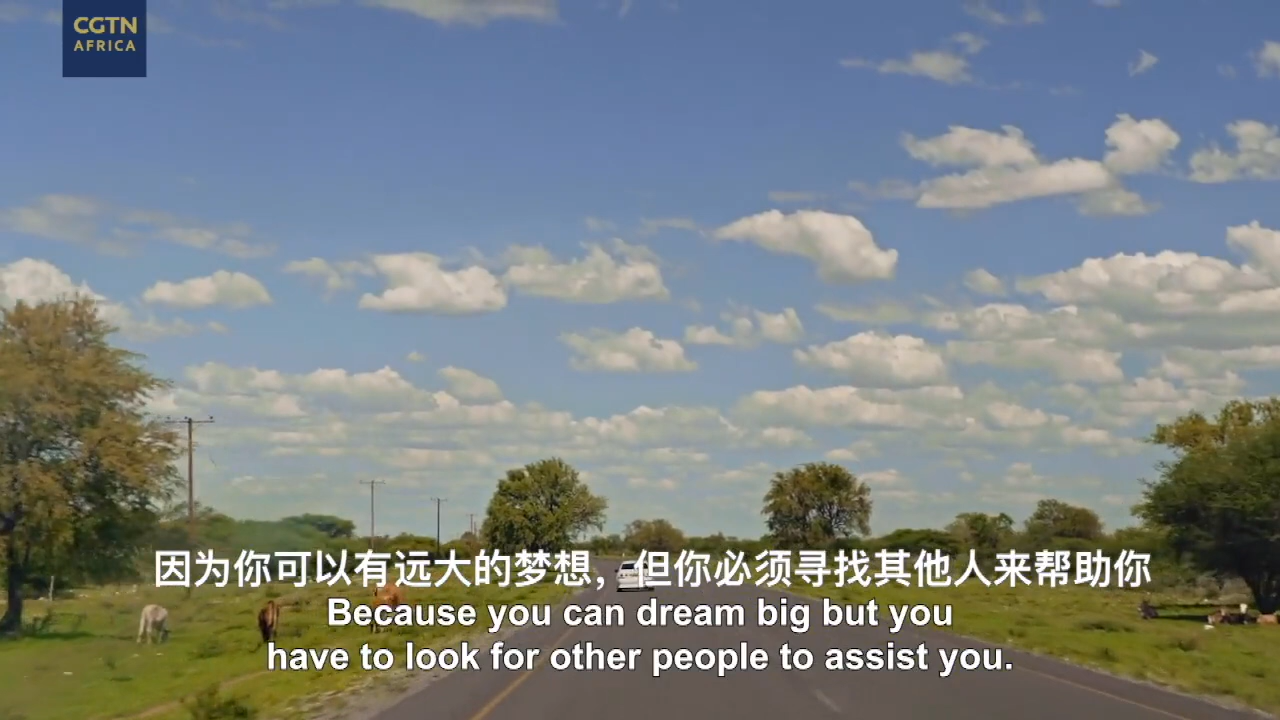 CGTN
AFRICA
因为你可以有远大的梦想，但你必须寻找其他人来帮助你
Because you can dream big but you
have to look for other people to assist you.